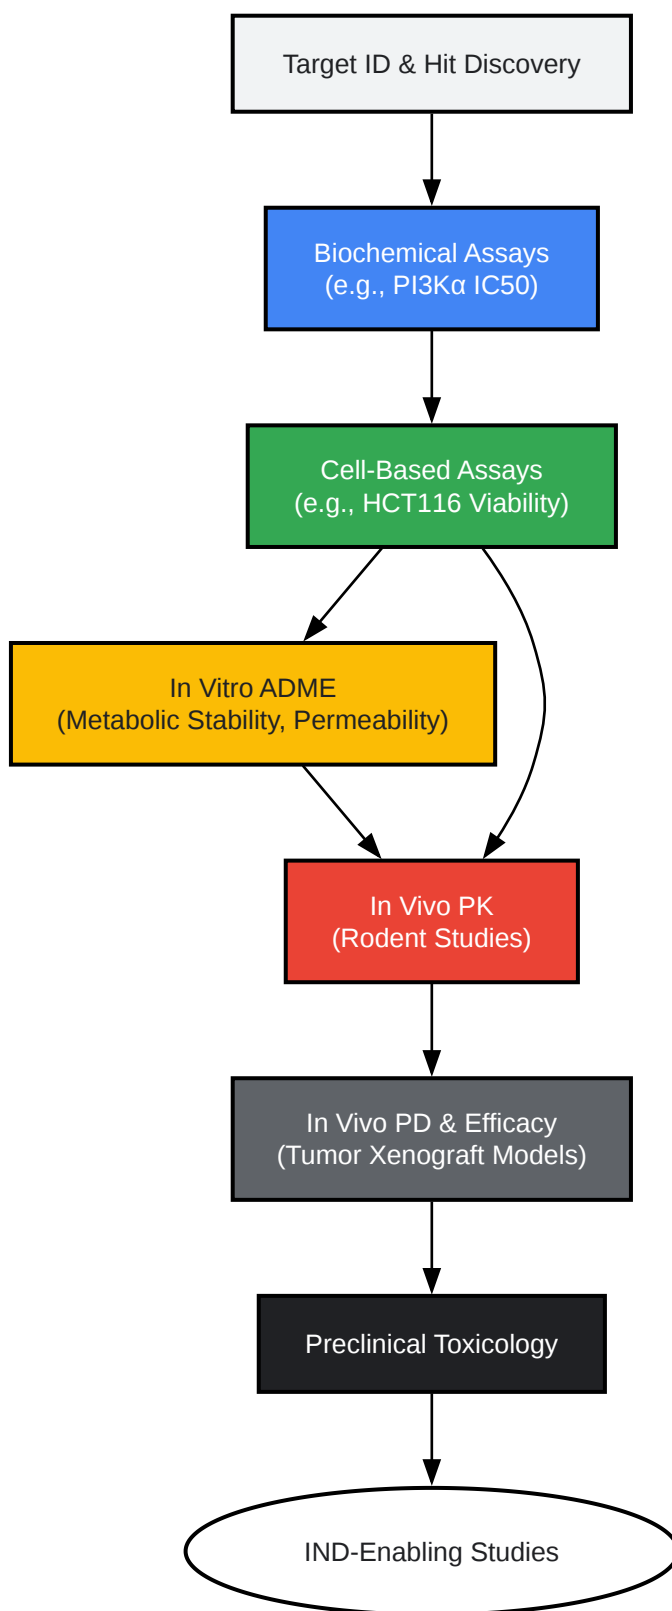 Target ID & Hit Discovery
Biochemical Assays
(e.g., PI3Kα IC50)
Cell-Based Assays
(e.g., HCT116 Viability)
In Vitro ADME
(Metabolic Stability, Permeability)
In Vivo PK
(Rodent Studies)
In Vivo PD & Efficacy
(Tumor Xenograft Models)
Preclinical Toxicology
IND-Enabling Studies